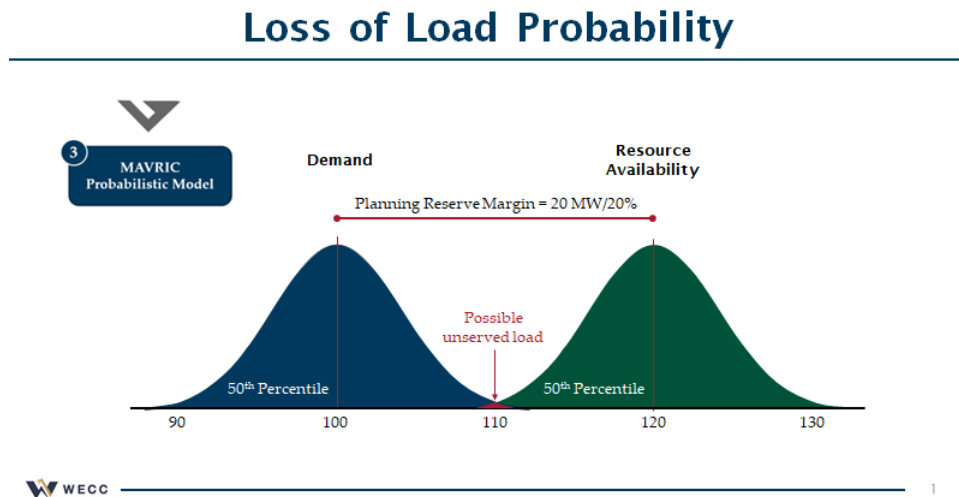 Loss of Load Probability
3
MAVRIC
Probabilistic Model
Demand
Resource
Availability
Planning Reserve Margin = 20 MW/20%
Possible
unserved load
50th Percentile
50th Percentile
90
100
110
120
130
WECC
1